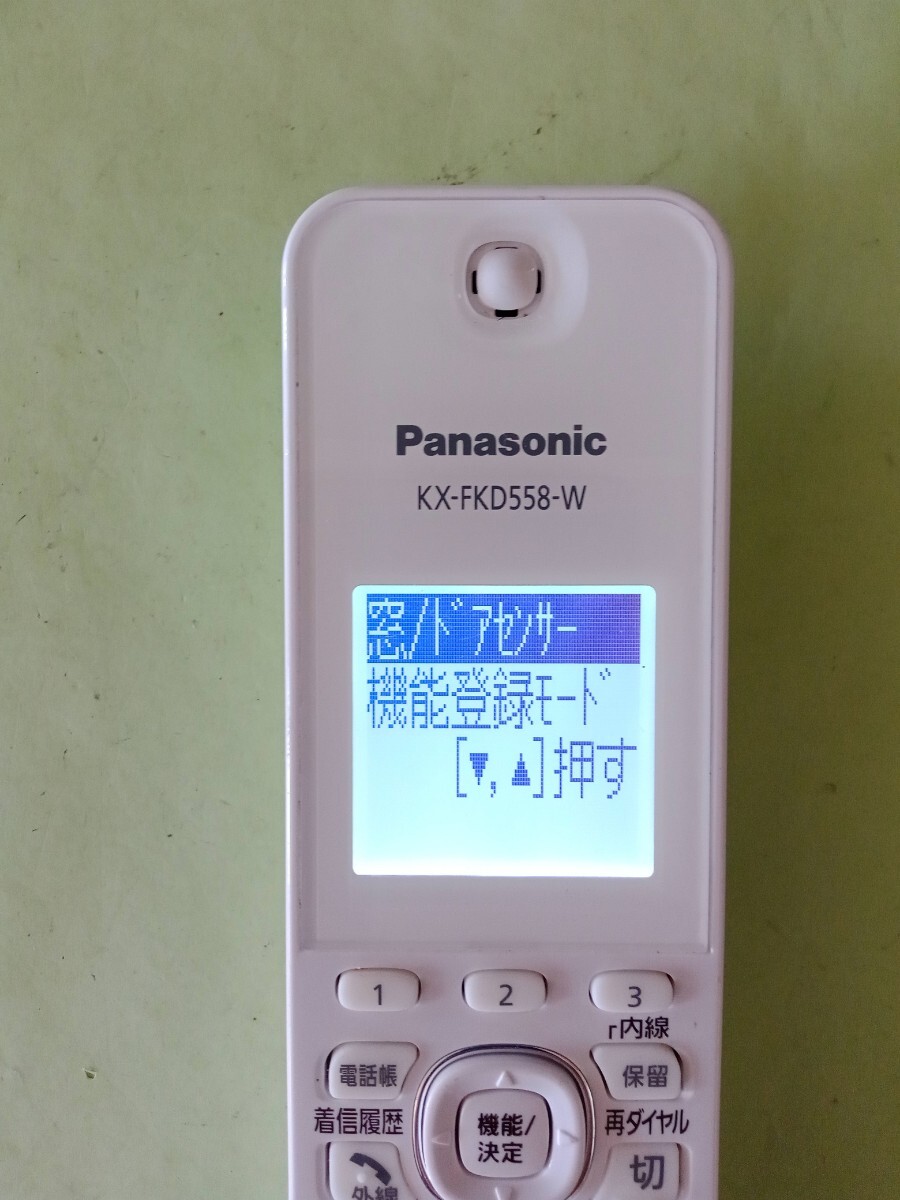 Panasonic
KX-FKD558-W
窓/ドアセンサー
機能登録モード
[▼,▲]押す
1 2 3
┌内線
電話帳 保留
機能/
決定
着信履歴 再ダイヤル
外線 切